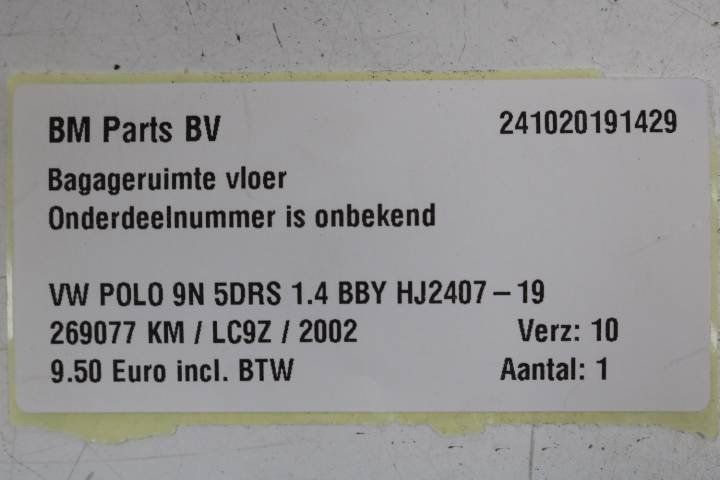 BM Parts BV 241020191429
Bagageruimte vloer
Onderdeelnummer is onbekend
VW POLO 9N 5DRS 1.4 BBY HJ2407 – 19
269077 KM / LC9Z / 2002 Verz: 10
9.50 Euro incl. BTW Aantal: 1